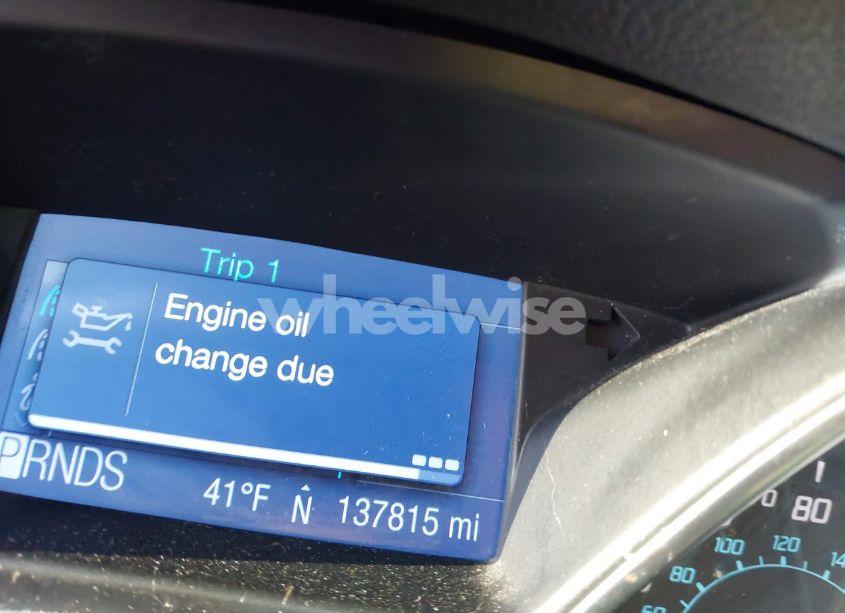 Trip 1
wheelwise
Engine oil
change due
PRNDS
41°F N 137815 mi
80
80
100
120